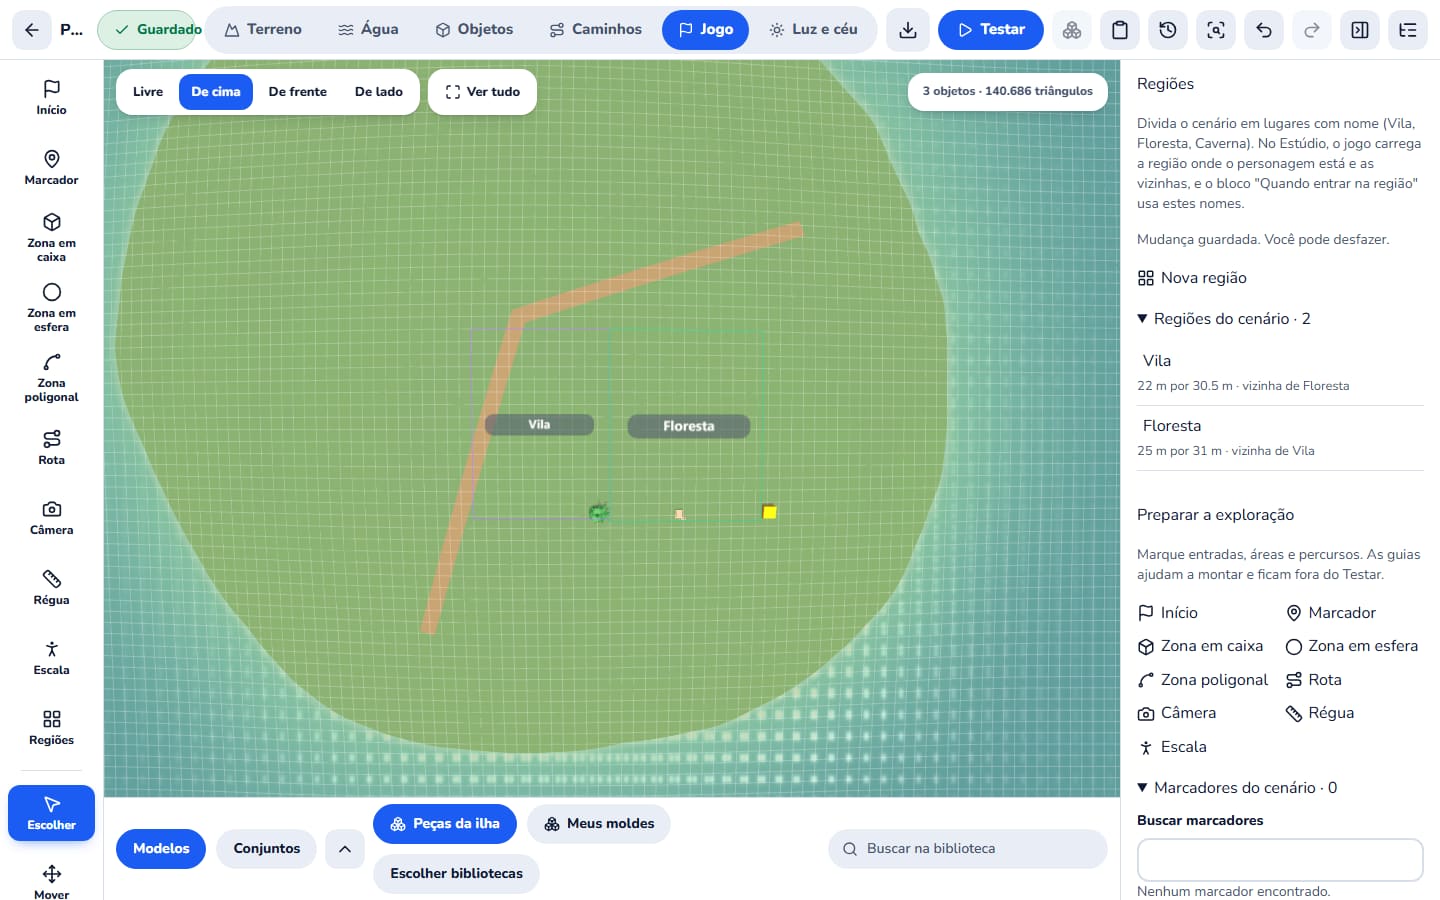 P...
Guardado
Terreno
Água
Objetos
Caminhos
Jogo
Luz e céu
Testar
Início
Marcador
Zona em
caixa
Zona em
esfera
Zona
poligonal
Rota
Câmera
Régua
Escala
Regiões
Escolher
Mover
Livre
De cima
De frente
De lado
Ver tudo
3 objetos · 140.686 triângulos
Vila
Floresta
Modelos
Conjuntos
Peças da ilha
Meus moldes
Escolher bibliotecas
Buscar na biblioteca
Regiões
Divida o cenário em lugares com nome (Vila,
Floresta, Caverna). No Estúdio, o jogo carrega
a região onde o personagem está e as
vizinhas, e o bloco "Quando entrar na região"
usa estes nomes.
Mudança guardada. Você pode desfazer.
Nova região
Regiões do cenário · 2
Vila
22 m por 30.5 m · vizinha de Floresta
Floresta
25 m por 31 m · vizinha de Vila
Preparar a exploração
Marque entradas, áreas e percursos. As guias
ajudam a montar e ficam fora do Testar.
Início
Marcador
Zona em caixa
Zona em esfera
Zona poligonal
Rota
Câmera
Régua
Escala
Marcadores do cenário · 0
Buscar marcadores
Nenhum marcador encontrado.